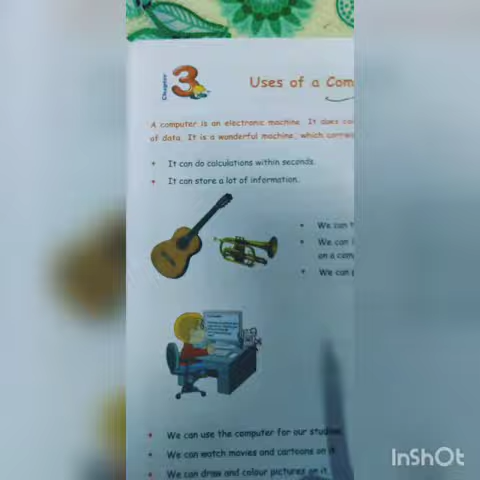 Chapter 3
Uses of a Com
A computer is an electronic machine. It does
of data. It is a wonderful machine, which
• It can do calculations within seconds.
• It can store a lot of information.
• We can
• We can
on a com
• We can
• We can use the computer for our studies.
• We can watch movies and cartoons on it.
• We can draw and colour pictures on it.
InShOt